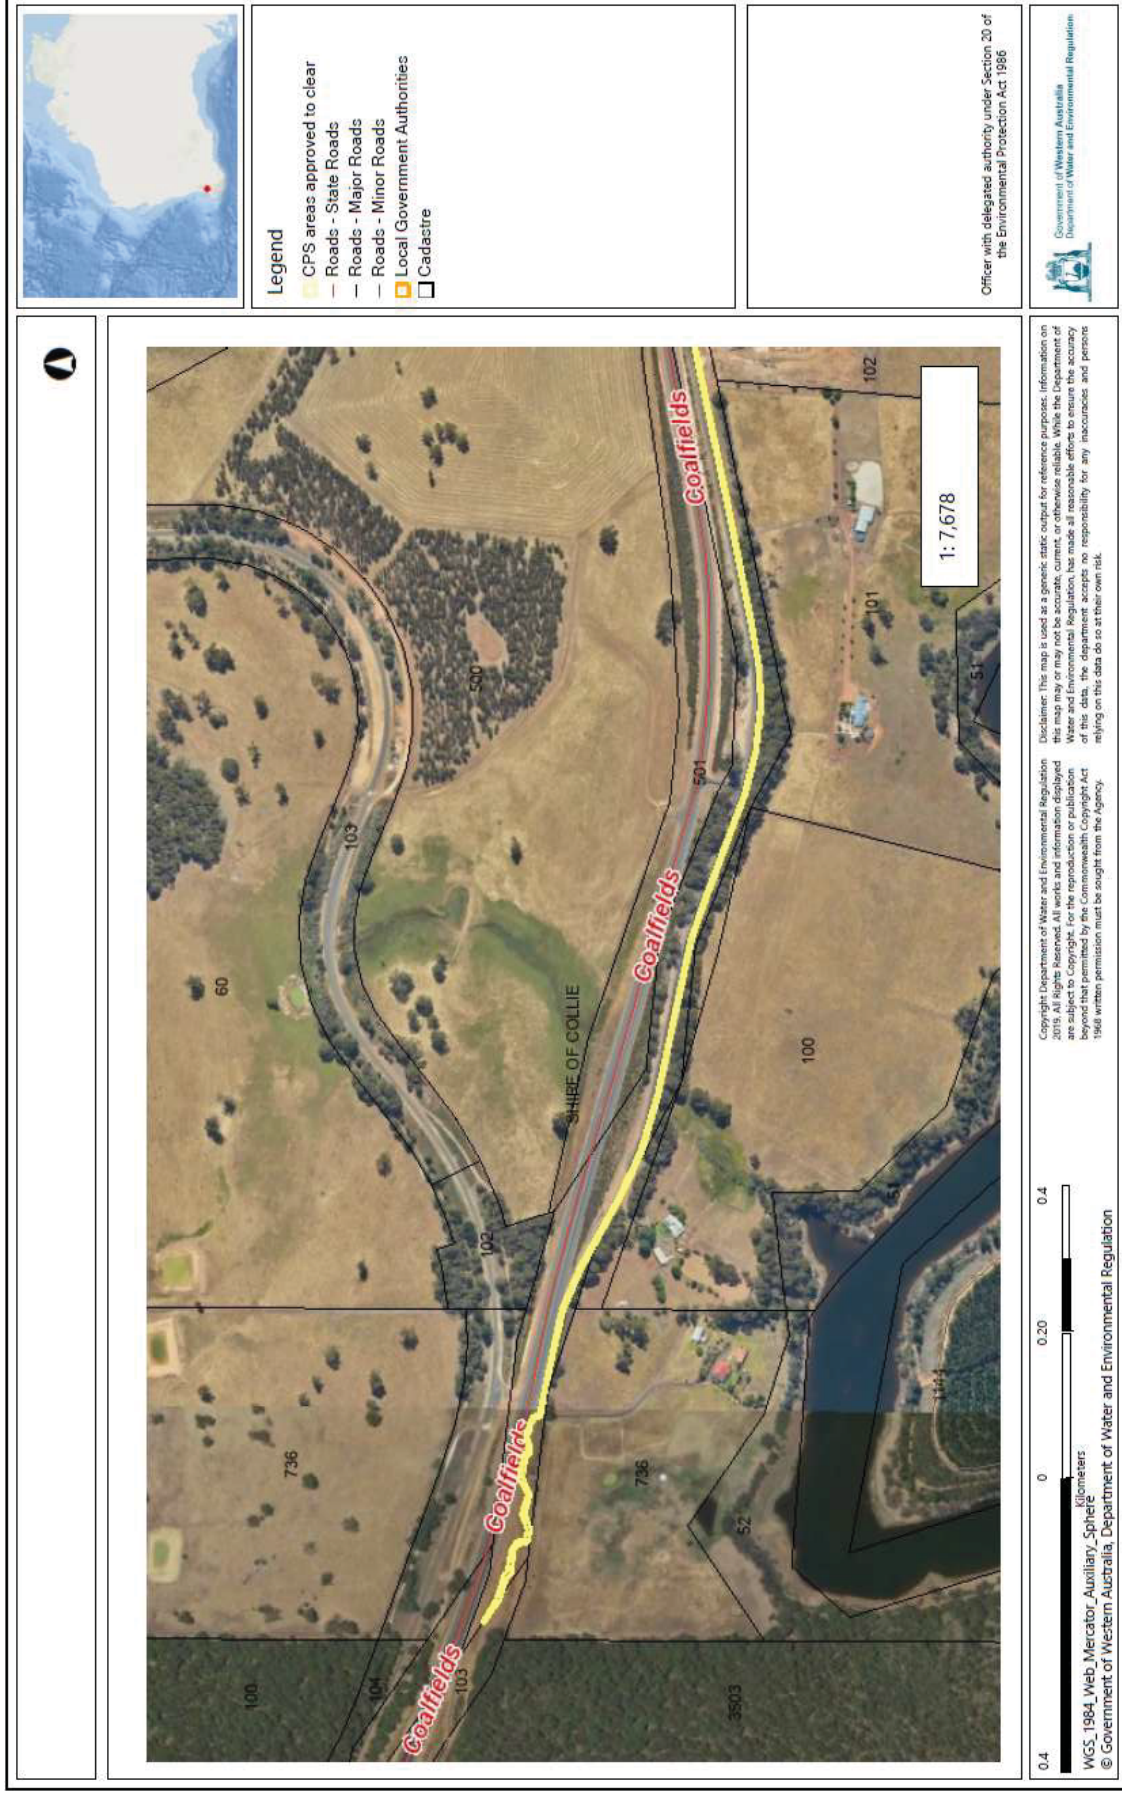 Legend
CPS areas approved to clear
Roads - State Roads
Roads - Major Roads
Roads - Minor Roads
Local Government Authorities
Cadastre
Officer with delegated authority under Section 20 of
the Environmental Protection Act 1986
Government of Western Australia
Department of Water and Environmental Regulation
60
103
500
102
736
SHIRE OF COLLIE
Coalfields
Coalfields
Coalfields
Coalfields
501
102
101
51
100
51
1114
736
52
100
104
103
3503
1: 7,678
0.4
0
0.20
0.4
Kilometers
WGS_1984_Web_Mercator_Auxiliary_Sphere
© Government of Western Australia, Department of Water and Environmental Regulation
Copyright Department of Water and Environmental Regulation
2019. All Rights Reserved. All works and information displayed
are subject to Copyright. For the reproduction or publication
beyond that permitted by the Commonwealth Copyright Act
1968 written permission must be sought from the Agency.
Disclaimer: This map is used as a generic static output for reference purposes. Information on
this map may or may not be accurate, current, or otherwise reliable. While the Department of
Water and Environmental Regulation, has made all reasonable efforts to ensure the accuracy
of this data, the department accepts no responsibility for any inaccuracies and persons
relying on this data do so at their own risk.